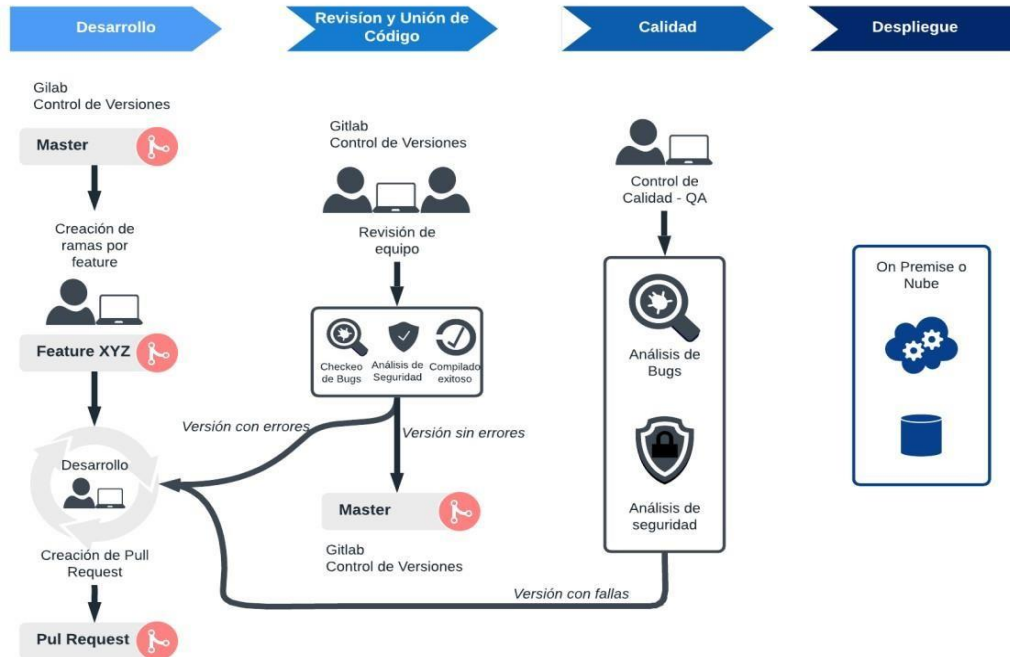 Desarrollo
Revisíon y Unión de
Código
Calidad
Despliegue
Gilab
Control de Versiones
Master
Creación de
ramas por
feature
Feature XYZ
Desarrollo
Creación de Pull
Request
Pul Request
Gitlab
Control de Versiones
Revisión de
equipo
Checkeo
de Bugs
Análisis de
Seguridad
Compilado
exitoso
Versión con errores
Versión sin errores
Master
Gitlab
Control de Versiones
Control de
Calidad - QA
Análisis de
Bugs
Análisis de
seguridad
Versión con fallas
On Premise o
Nube